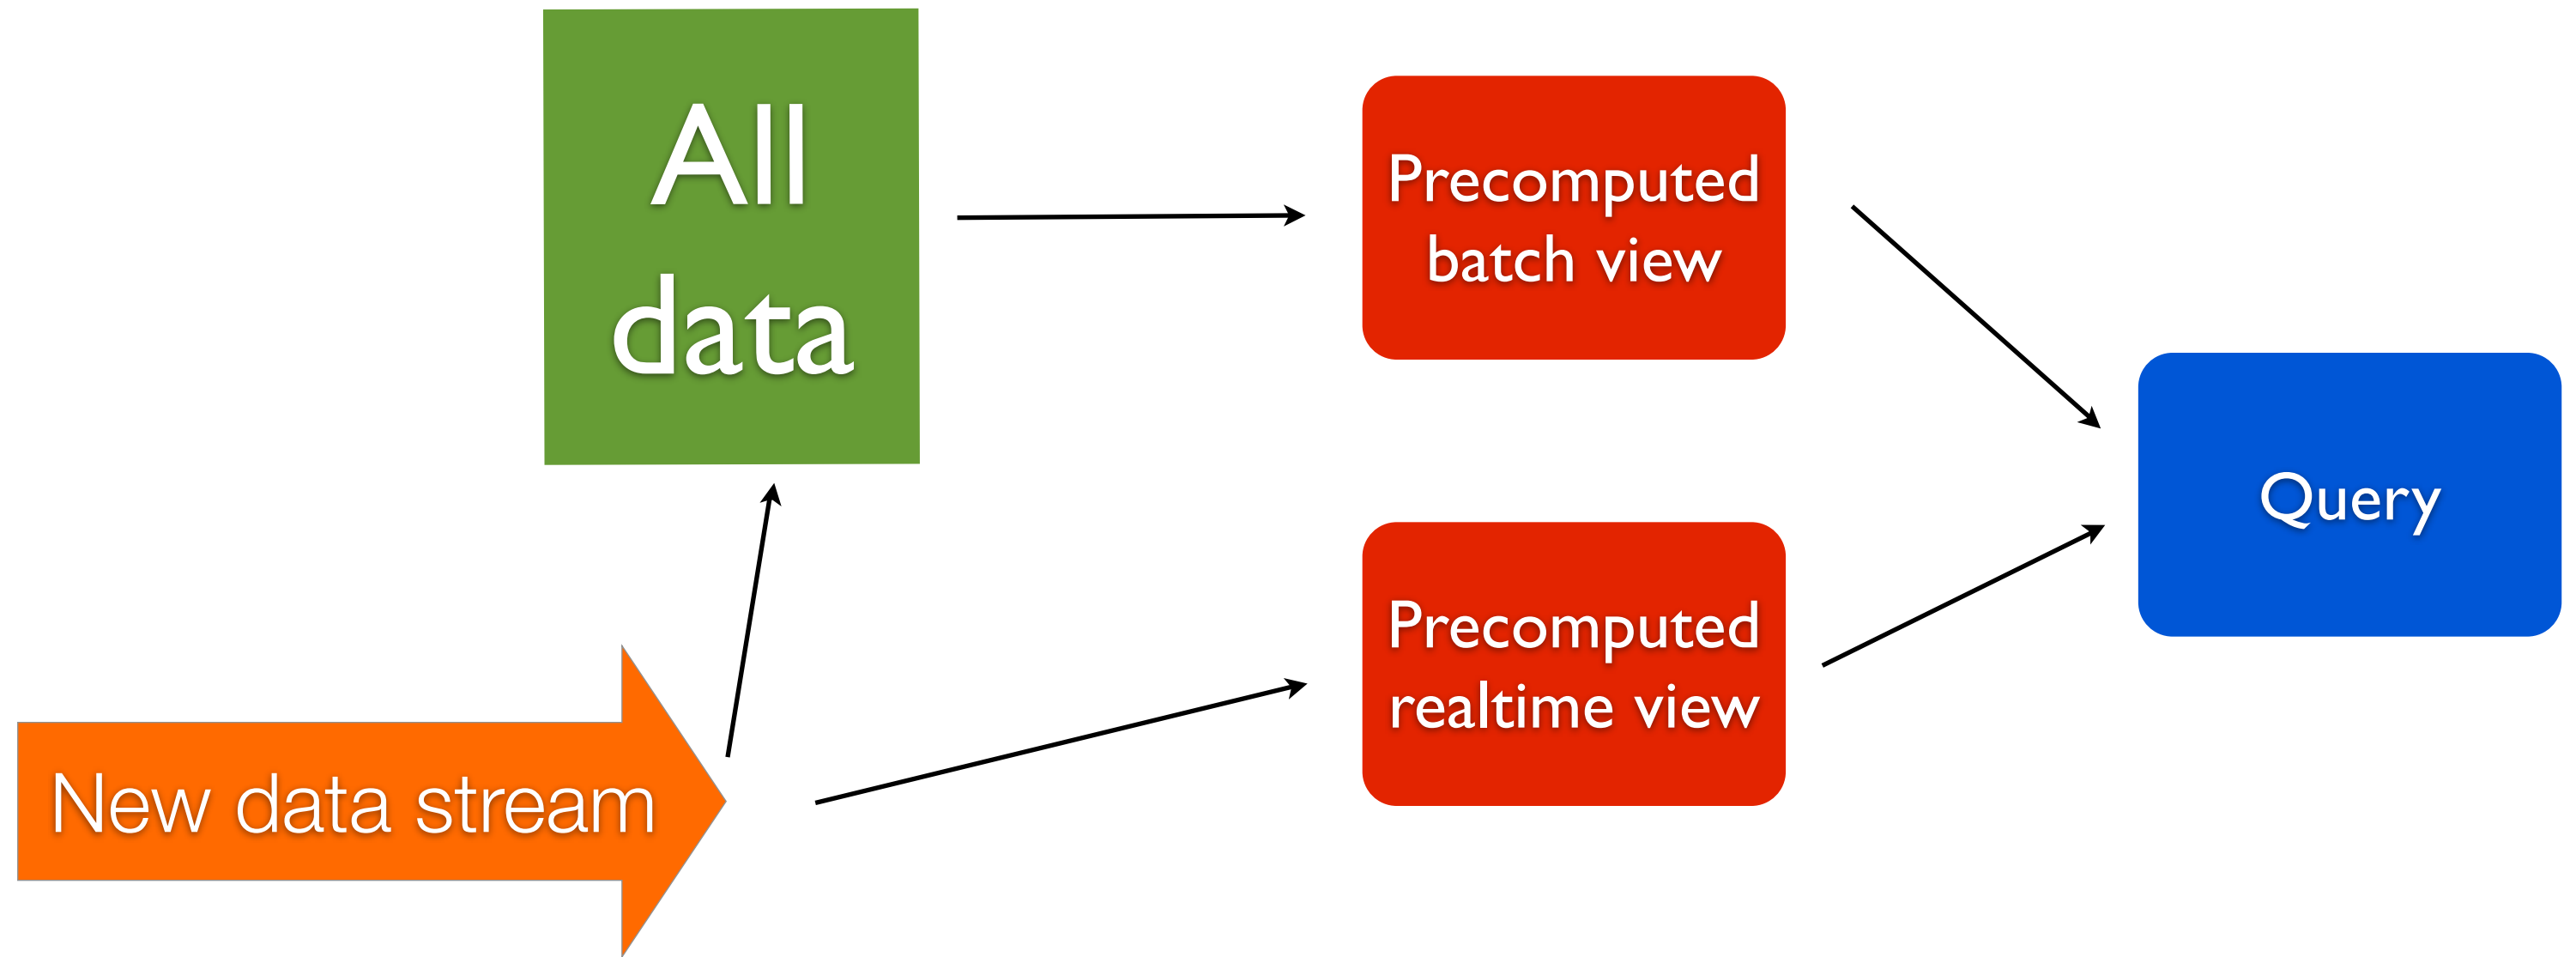 All
data
Precomputed
batch view
Query
Precomputed
realtime view
New data stream